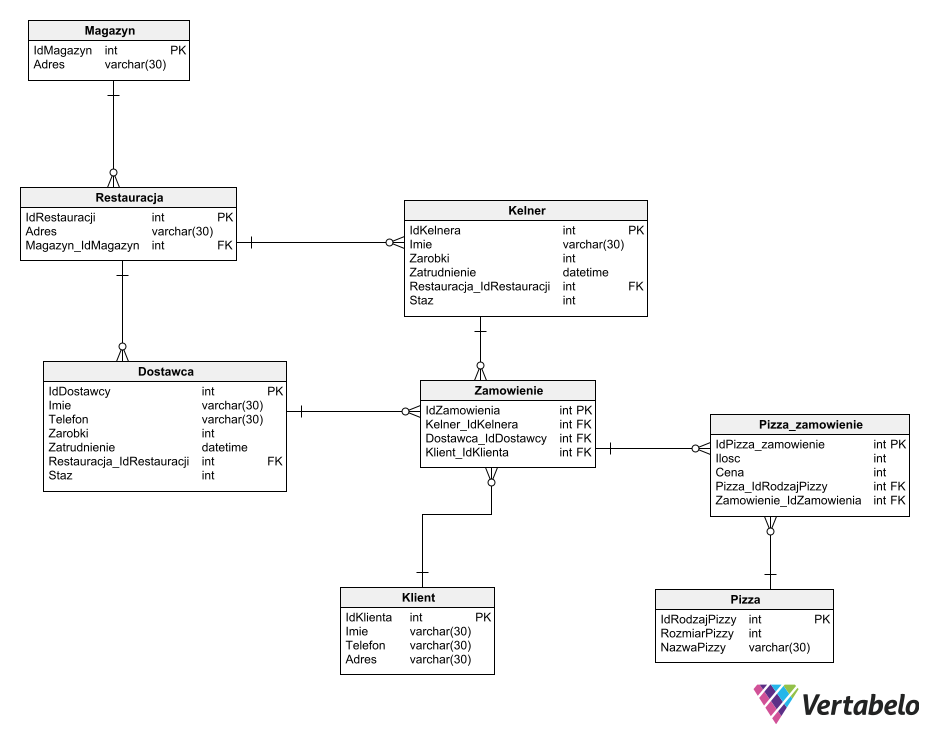 Magazyn
IdMagazyn int PK
Adres varchar(30)
Restauracja
IdRestauracji int PK
Adres varchar(30)
Magazyn_IdMagazyn int FK
Kelner
IdKelnera int PK
Imie varchar(30)
Zarobki int
Zatrudnienie datetime
Restauracja_IdRestauracji int FK
Staz int
Dostawca
IdDostawcy int PK
Imie varchar(30)
Telefon varchar(30)
Zarobki int
Zatrudnienie datetime
Restauracja_IdRestauracji int FK
Staz int
Zamowienie
IdZamowienia int PK
Kelner_IdKelnera int FK
Dostawca_IdDostawcy int FK
Klient_IdKlienta int FK
Pizza_zamowienie
IdPizza_zamowienie int PK
Ilosc int
Cena int
Pizza_IdRodzajPizzy int FK
Zamowienie_IdZamowienia int FK
Klient
IdKlienta int PK
Imie varchar(30)
Telefon varchar(30)
Adres varchar(30)
Pizza
IdRodzajPizzy int PK
RozmiarPizzy int
NazwaPizzy varchar(30)
Vertabelo